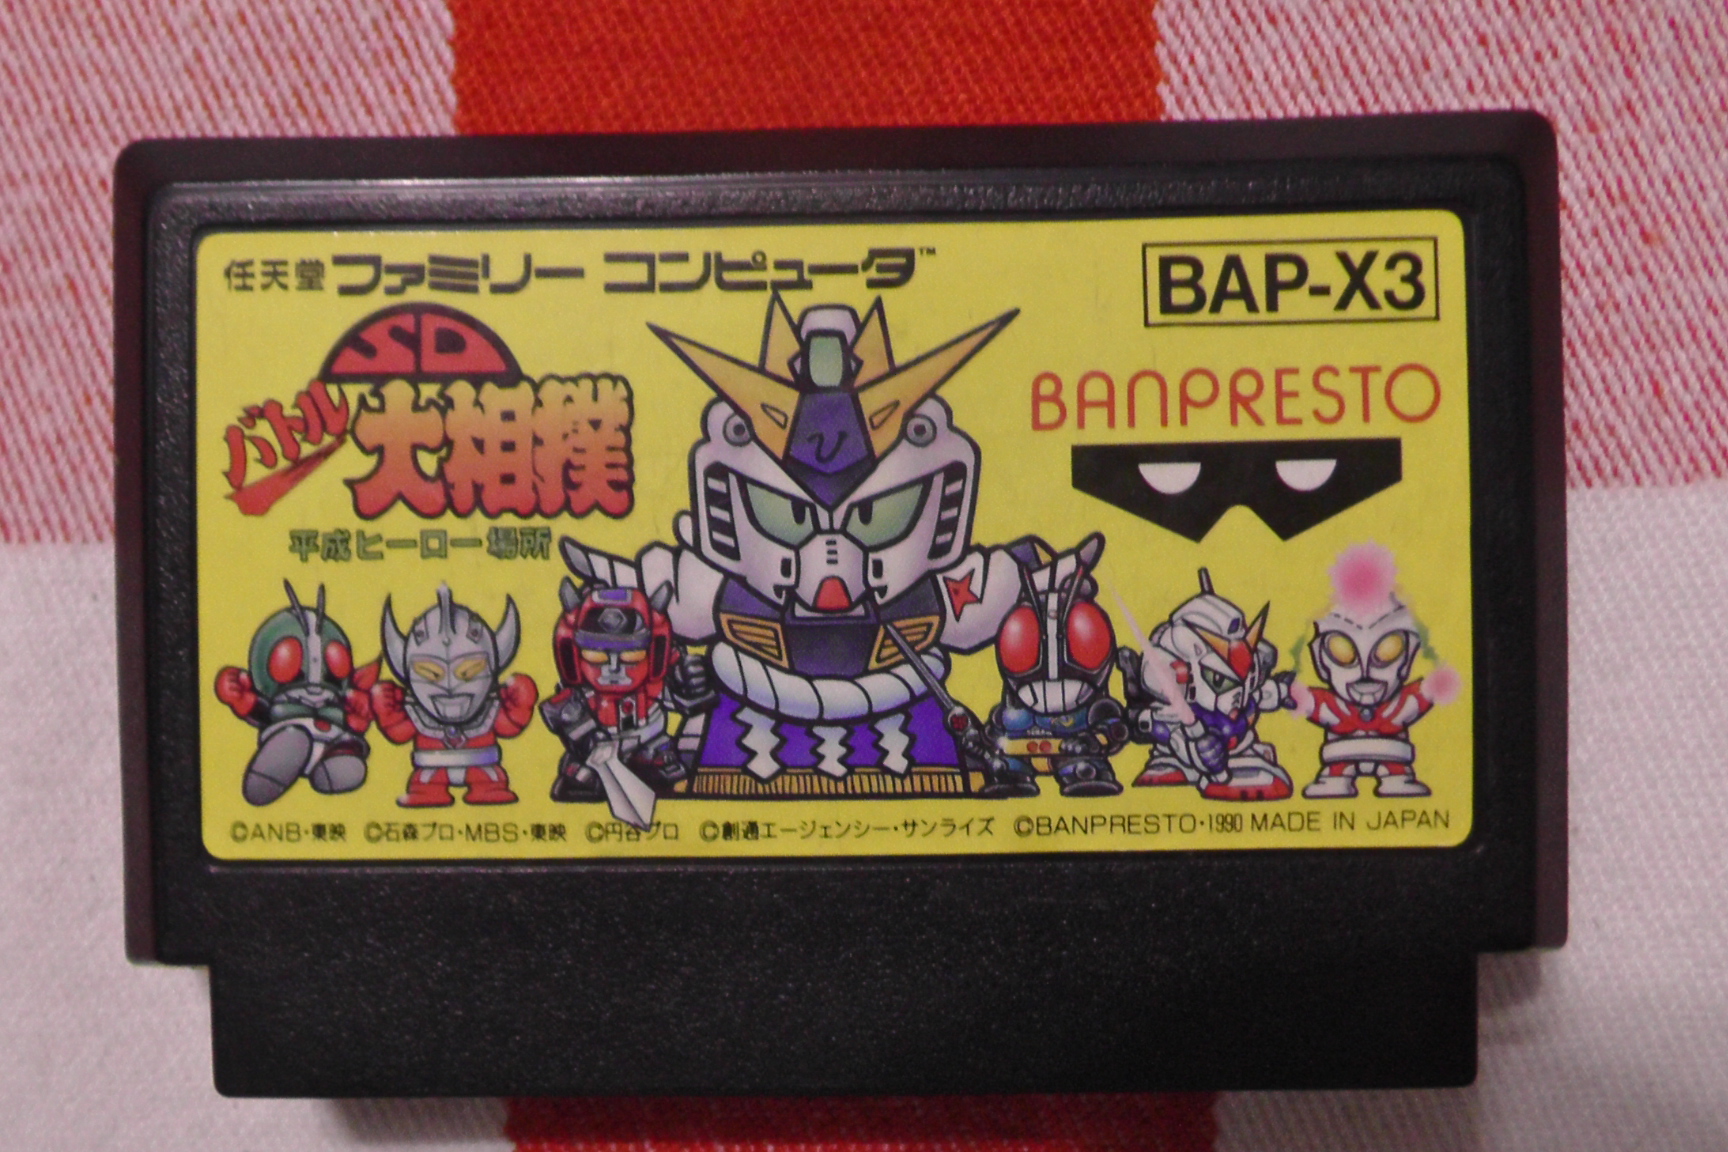 任天堂 ファミリー コンピュータ™
BAP-X3
SD
バトル
大相撲
平成ヒーロー場所
BANPRESTO
©ANB・東映 ©石森プロ・MBS・東映 ©円谷プロ ©創通エージェンシー・サンライズ ©BANPRESTO・1990 MADE IN JAPAN